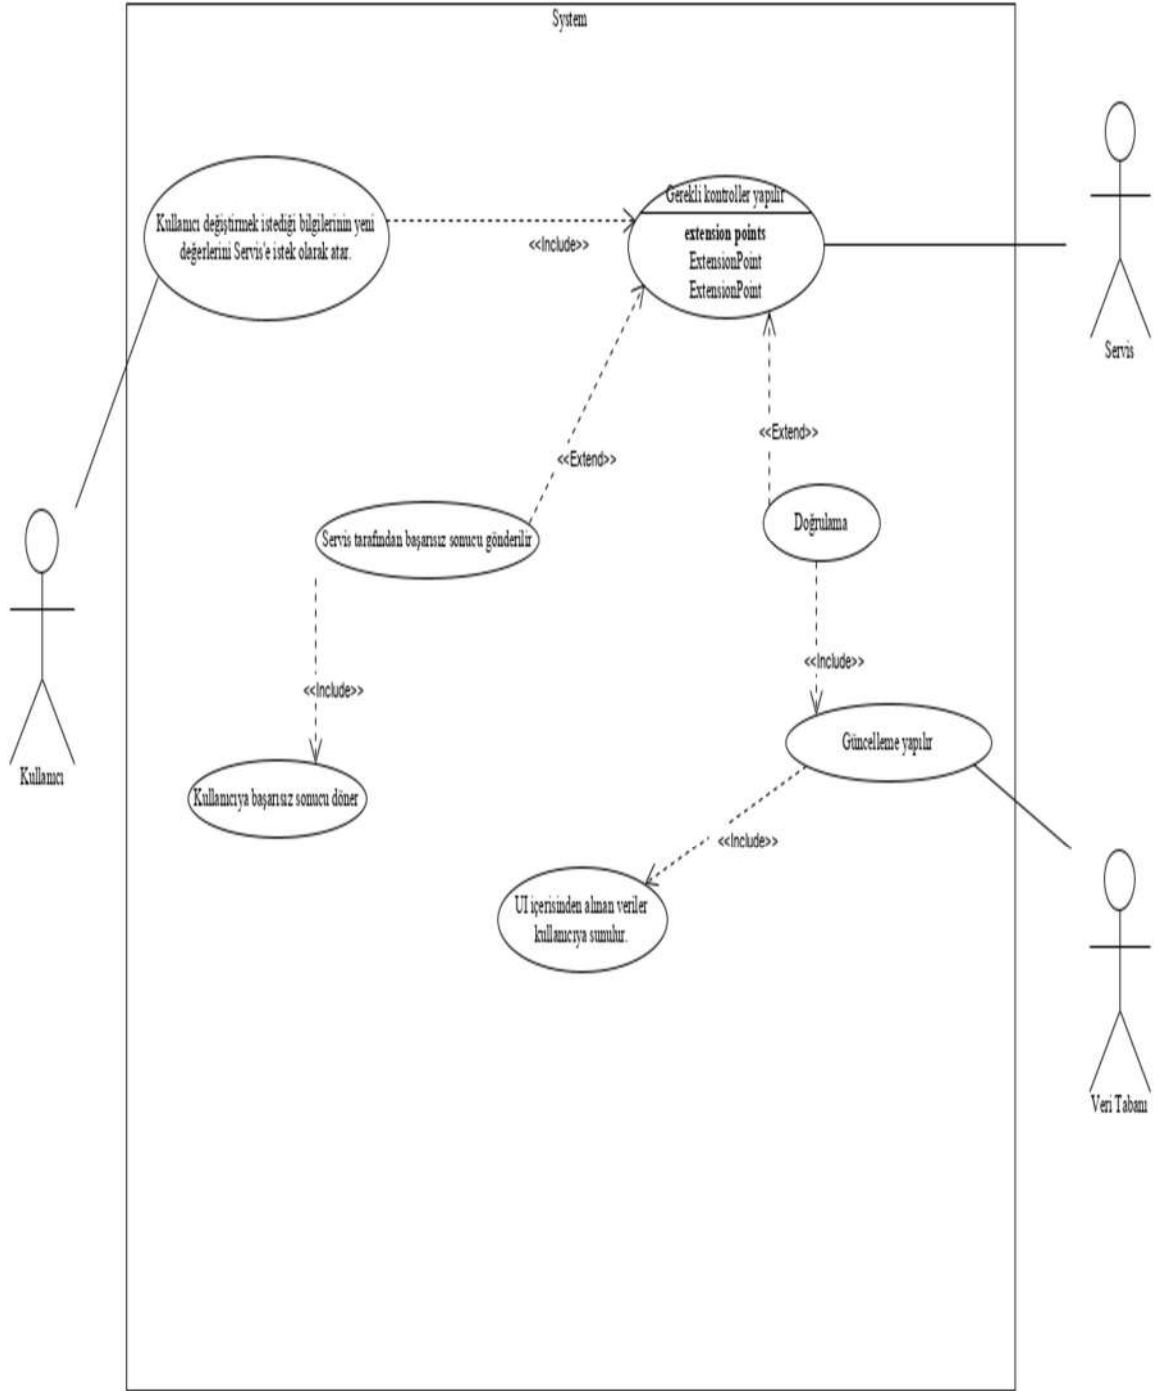 System
Kullanıcı değiştirmek istediği bilgilerinin yeni
değerlerini Servis'e istek olarak atar.
<<Include>>
Gerekli kontroller yapılır
extension points
ExtensionPoint
ExtensionPoint
Servis
<<Extend>>
<<Extend>>
Servis tarafından başarısız sonucu gönderilir
Doğrulama
<<Include>>
<<Include>>
Kullanıcı
Kullanıcıya başarısız sonucu döner
Güncelleme yapılır
<<Include>>
UI içerisinden alınan veriler
kullanıcıya sunulur.
Veri Tabanı